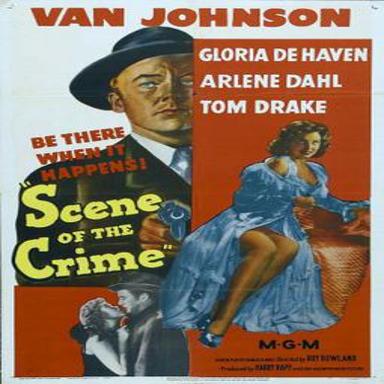 VAN JOHNSON
GLORIA DE HAVEN
ARLENE DAHL
TOM DRAKE
BE THERE
WHEN IT
HAPPENS!
"Scene
OF THE
Crime"
M-G-M
Directed by ROY ROWLAND
Produced by HARRY RAPF